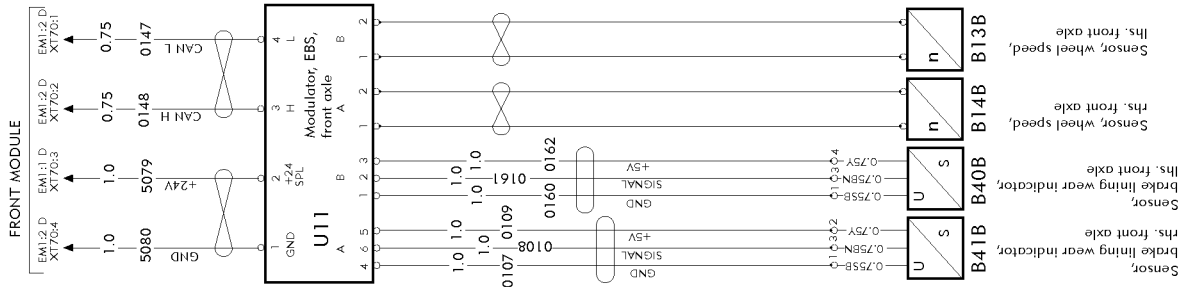 FRONT MODULE
EM1:2 D
XT70:1
0.75
0147
CAN L
4
L
EM1:2 D
XT70:2
0.75
0148
CAN H
3
H
EM1:1 D
XT70:3
1.0
5079
+24V
2
+24
SPL
EM1:2 D
XT70:4
1.0
5080
GND
1
GND
U11
Modulator, EBS,
front axle
2
B
1
n
B13B
Sensor, wheel speed,
lhs. front axle
2
A
1
n
B14B
Sensor, wheel speed,
rhs. front axle
3
1.0
0162
+5V
4
0.75Y
B
2
1.0
0161
SIGNAL
3
0.75BN
1
1.0
0160
GND
1
0.75SB
U
S
B40B
Sensor,
brake lining wear indicator,
lhs. front axle
5
1.0
0109
+5V
2
0.75Y
A
6
1.0
0108
SIGNAL
3
0.75BN
4
1.0
0107
GND
1
0.75SB
U
S
B41B
Sensor,
brake lining wear indicator,
rhs. front axle